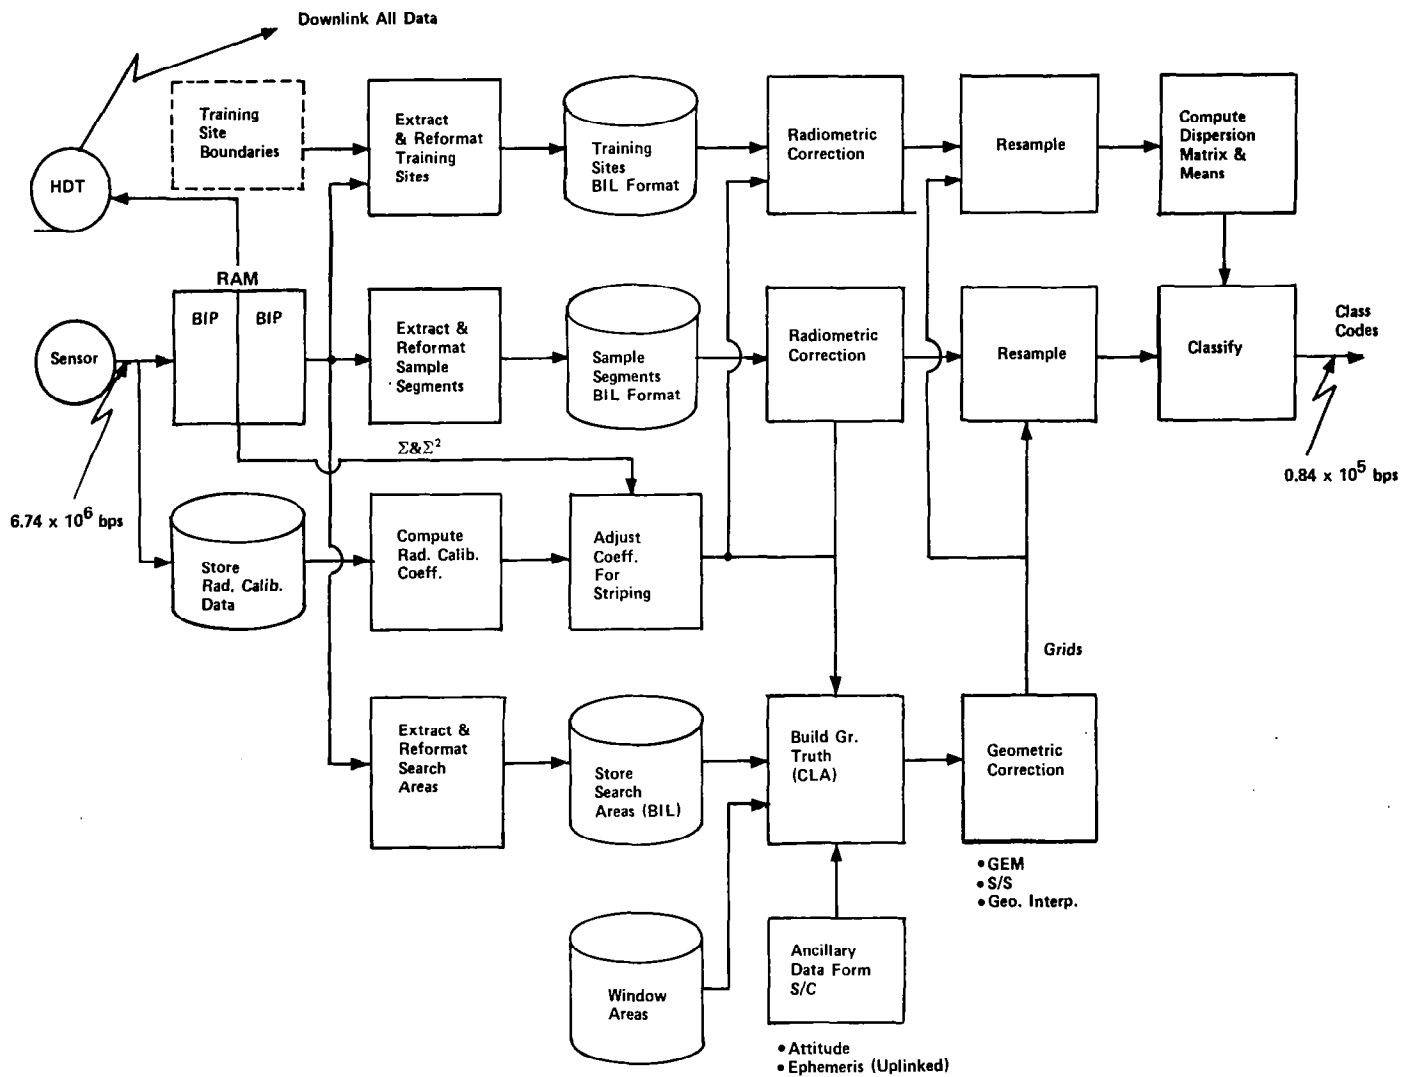 Downlink All Data
Training
Site
Boundaries
Extract
& Reformat
Training
Sites
Training
Sites
BIL Format
Radiometric
Correction
Resample
Compute
Dispersion
Matrix &
Means
HDT
RAM
BIP
BIP
Sensor
Extract &
Reformat
Sample
Segments
Sample
Segments
BIL Format
Radiometric
Correction
Resample
Classify
Class
Codes
Σ&Σ²
0.84 x 10⁵ bps
6.74 x 10⁶ bps
Store
Rad. Calib.
Data
Compute
Rad. Calib.
Coeff.
Adjust
Coeff.
For
Striping
Grids
Extract &
Reformat
Search
Areas
Store
Search
Areas (BIL)
Build Gr.
Truth
(CLA)
Geometric
Correction
• GEM
• S/S
• Geo. Interp.
Window
Areas
Ancillary
Data Form
S/C
• Attitude
• Ephemeris (Uplinked)